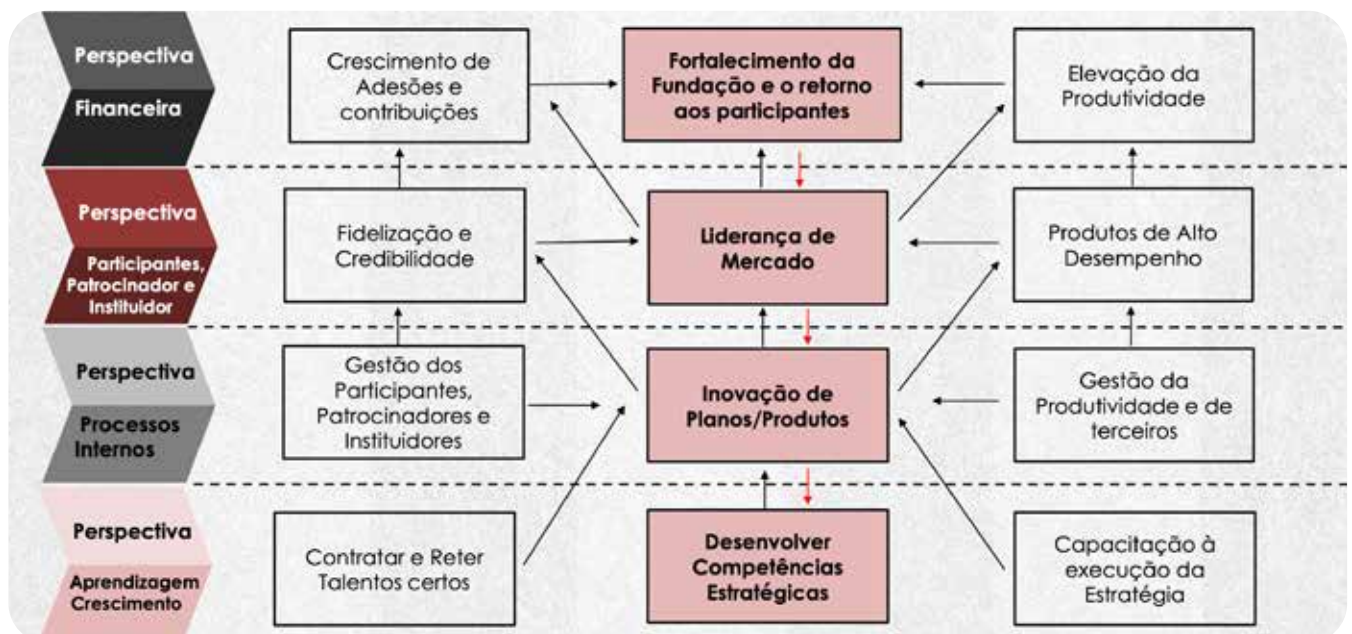 Perspectiva
Financeira
Crescimento de
Adesões e
contribuições
Fortalecimento da
Fundação e o retorno
aos participantes
Elevação da
Produtividade
Perspectiva
Participantes,
Patrocinador e
Instituidor
Fidelização e
Credibilidade
Liderança de
Mercado
Produtos de Alto
Desempenho
Perspectiva
Processos
Internos
Gestão dos
Participantes,
Patrocinadores e
Instituidores
Inovação de
Planos/Produtos
Gestão da
Produtividade e de
terceiros
Perspectiva
Aprendizagem
Crescimento
Contratar e Reter
Talentos certos
Desenvolver
Competências
Estratégicas
Capacitação à
execução da
Estratégia